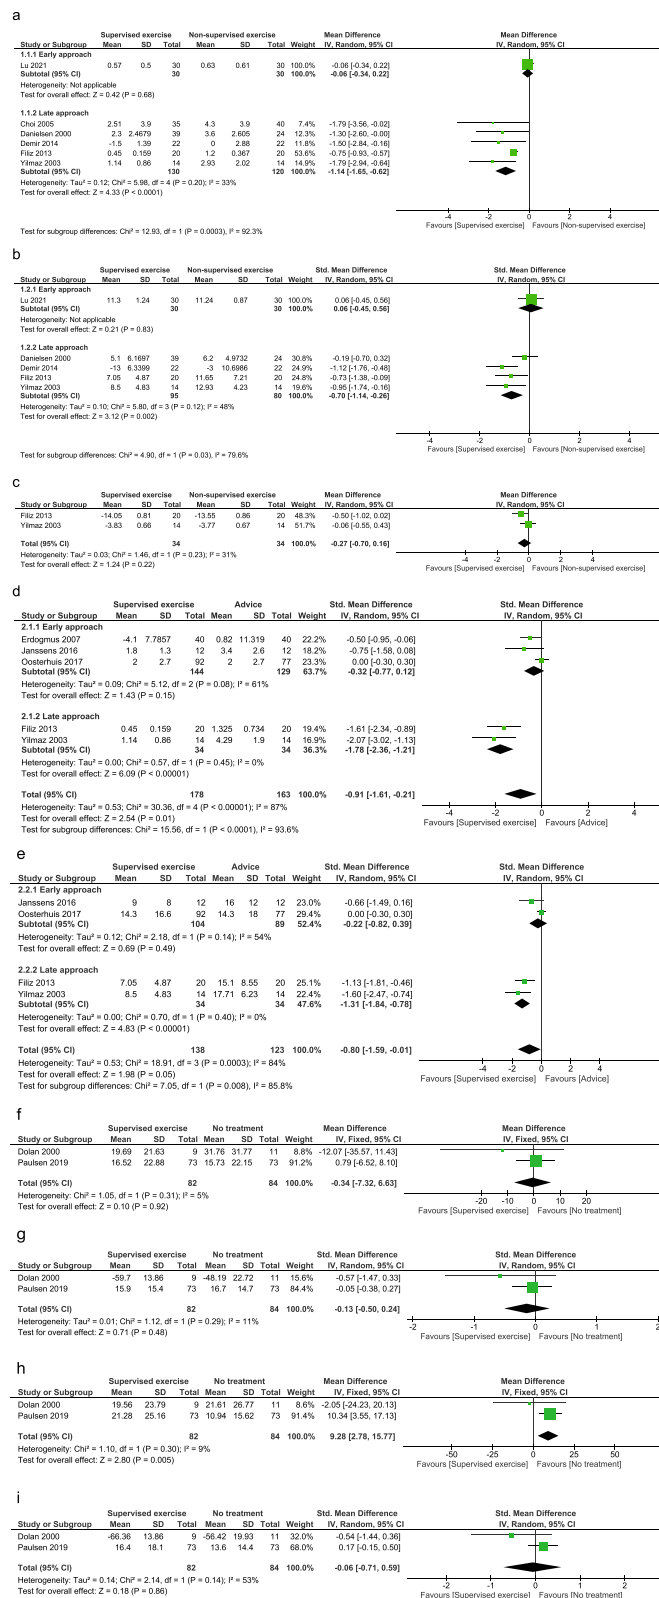 a
Supervised exercise Non-supervised exercise Mean Difference Mean Difference
Study or Subgroup Mean SD Total Mean SD Total Weight IV, Random, 95% CI IV, Random, 95% CI
1.1.1 Early approach
Lu 2021 0.57 0.5 30 0.63 0.61 30 100.0% -0.06 [-0.34, 0.22]
Subtotal (95% CI) 30 30 100.0% -0.06 [-0.34, 0.22]
Heterogeneity: Not applicable
Test for overall effect: Z = 0.42 (P = 0.68)
1.1.2 Late approach
Choi 2005 2.51 3.9 35 4.3 3.9 40 7.4% -1.79 [-3.56, -0.02]
Danielsen 2000 2.3 2.4679 39 3.6 2.605 24 12.9% -1.30 [-2.60, -0.00]
Demir 2014 -1.5 1.39 22 0 2.88 22 11.8% -1.50 [-2.84, -0.16]
Filiz 2013 0.45 0.159 20 1.2 0.367 20 53.1% -0.75 [-0.93, -0.57]
Yilmaz 2003 1.14 0.86 14 2.93 2.02 14 14.9% -1.79 [-2.94, -0.64]
Subtotal (95% CI) 130 120 100.0% -1.14 [-1.65, -0.62]
Heterogeneity: Tau² = 0.12; Chi² = 5.98, df = 4 (P = 0.20); I² = 33%
Test for overall effect: Z = 4.33 (P < 0.0001)
-4 -2 0 2 4
Favours [Supervised exercise] Favours [Non-supervised exercise]
Test for subgroup differences: Chi² = 12.93, df = 1 (P = 0.0003), I² = 92.3%
b
Supervised exercise Non-supervised exercise Std. Mean Difference Std. Mean Difference
Study or Subgroup Mean SD Total Mean SD Total Weight IV, Random, 95% CI IV, Random, 95% CI
1.2.1 Early approach
Lu 2021 11.3 1.24 30 11.24 0.87 30 100.0% 0.06 [-0.45, 0.56]
Subtotal (95% CI) 30 30 100.0% 0.06 [-0.45, 0.56]
Heterogeneity: Not applicable
Test for overall effect: Z = 0.21 (P = 0.83)
1.2.2 Late approach
Danielsen 2000 5.1 6.1697 39 6.2 4.9732 24 30.8% -0.19 [-0.70, 0.32]
Demir 2014 -13 6.3399 22 -3 10.6986 22 25.2% -1.12 [-1.76, -0.48]
Filiz 2013 7.05 4.87 20 11.65 7.21 20 24.4% -0.73 [-1.38, -0.09]
Yilmaz 2003 8.5 4.83 14 12.93 4.23 14 19.6% -0.95 [-1.74, -0.16]
Subtotal (95% CI) 95 80 100.0% -0.70 [-1.14, -0.26]
Heterogeneity: Tau² = 0.10; Chi² = 5.80, df = 3 (P = 0.12); I² = 48%
Test for overall effect: Z = 3.12 (P = 0.002)
-4 -2 0 2 4
Favours [Supervised exercise] Favours [Non-supervised exercise]
Test for subgroup differences: Chi² = 4.90, df = 1 (P = 0.03), I² = 79.6%
c
Supervised exercise Non-supervised exercise Mean Difference Mean Difference
Study or Subgroup Mean SD Total Mean SD Total Weight IV, Random, 95% CI IV, Random, 95% CI
Filiz 2013 -14.05 0.81 20 -13.55 0.86 20 48.3% -0.50 [-1.02, 0.02]
Yilmaz 2003 -3.83 0.66 14 -3.77 0.67 14 51.7% -0.06 [-0.55, 0.43]
Total (95% CI) 34 34 100.0% -0.27 [-0.70, 0.16]
Heterogeneity: Tau² = 0.03; Chi² = 1.46, df = 1 (P = 0.23); I² = 31%
Test for overall effect: Z = 1.24 (P = 0.22)
-4 -2 0 2 4
Favours [Supervised exercise] Favours [Non-supervised exercise]
d
Supervised exercise Advice Std. Mean Difference Std. Mean Difference
Study or Subgroup Mean SD Total Mean SD Total Weight IV, Random, 95% CI IV, Random, 95% CI
2.1.1 Early approach
Erdogmus 2007 -4.1 7.7857 40 0.82 11.319 40 22.2% -0.50 [-0.95, -0.06]
Janssens 2016 1.8 1.3 12 3.4 2.6 12 18.2% -0.75 [-1.58, 0.08]
Oosterhuis 2017 2 2.7 92 2 2.7 77 23.3% 0.00 [-0.30, 0.30]
Subtotal (95% CI) 144 129 63.7% -0.32 [-0.77, 0.12]
Heterogeneity: Tau² = 0.09; Chi² = 5.12, df = 2 (P = 0.08); I² = 61%
Test for overall effect: Z = 1.43 (P = 0.15)
2.1.2 Late approach
Filiz 2013 0.45 0.159 20 1.325 0.734 20 19.4% -1.61 [-2.34, -0.89]
Yilmaz 2003 1.14 0.86 14 4.29 1.9 14 16.9% -2.07 [-3.02, -1.13]
Subtotal (95% CI) 34 34 36.3% -1.78 [-2.36, -1.21]
Heterogeneity: Tau² = 0.00; Chi² = 0.57, df = 1 (P = 0.45); I² = 0%
Test for overall effect: Z = 6.09 (P < 0.00001)
Total (95% CI) 178 163 100.0% -0.91 [-1.61, -0.21]
Heterogeneity: Tau² = 0.53; Chi² = 30.36, df = 4 (P < 0.00001); I² = 87%
Test for overall effect: Z = 2.54 (P = 0.01)
Test for subgroup differences: Chi² = 15.56, df = 1 (P < 0.0001), I² = 93.6%
-4 -2 0 2 4
Favours [Supervised exercise] Favours [Advice]
e
Supervised exercise Advice Std. Mean Difference Std. Mean Difference
Study or Subgroup Mean SD Total Mean SD Total Weight IV, Random, 95% CI IV, Random, 95% CI
2.2.1 Early approach
Janssens 2016 9 8 12 16 12 12 23.0% -0.66 [-1.49, 0.16]
Oosterhuis 2017 14.3 16.6 92 14.3 18 77 29.4% 0.00 [-0.30, 0.30]
Subtotal (95% CI) 104 89 52.4% -0.22 [-0.82, 0.39]
Heterogeneity: Tau² = 0.12; Chi² = 2.18, df = 1 (P = 0.14); I² = 54%
Test for overall effect: Z = 0.69 (P = 0.49)
2.2.2 Late approach
Filiz 2013 7.05 4.87 20 15.1 8.55 20 25.1% -1.13 [-1.81, -0.46]
Yilmaz 2003 8.5 4.83 14 17.71 6.23 14 22.4% -1.60 [-2.47, -0.74]
Subtotal (95% CI) 34 34 47.6% -1.31 [-1.84, -0.78]
Heterogeneity: Tau² = 0.00; Chi² = 0.70, df = 1 (P = 0.40); I² = 0%
Test for overall effect: Z = 4.83 (P < 0.00001)
Total (95% CI) 138 123 100.0% -0.80 [-1.59, -0.01]
Heterogeneity: Tau² = 0.53; Chi² = 18.91, df = 3 (P = 0.0003); I² = 84%
Test for overall effect: Z = 1.98 (P = 0.05)
Test for subgroup differences: Chi² = 7.05, df = 1 (P = 0.008), I² = 85.8%
-4 -2 0 2 4
Favours [Supervised exercise] Favours [Advice]
f
Supervised exercise No treatment Mean Difference Mean Difference
Study or Subgroup Mean SD Total Mean SD Total Weight IV, Fixed, 95% CI IV, Fixed, 95% CI
Dolan 2000 19.69 21.63 9 31.76 31.77 11 8.8% -12.07 [-35.57, 11.43]
Paulsen 2019 16.52 22.88 73 15.73 22.15 73 91.2% 0.79 [-6.52, 8.10]
Total (95% CI) 82 84 100.0% -0.34 [-7.32, 6.63]
Heterogeneity: Chi² = 1.05, df = 1 (P = 0.31); I² = 5%
Test for overall effect: Z = 0.10 (P = 0.92)
-20 -10 0 10 20
Favours [Supervised exercise] Favours [No treatment]
g
Supervised exercise No treatment Std. Mean Difference Std. Mean Difference
Study or Subgroup Mean SD Total Mean SD Total Weight IV, Random, 95% CI IV, Random, 95% CI
Dolan 2000 -59.7 13.86 9 -48.19 22.72 11 15.6% -0.57 [-1.47, 0.33]
Paulsen 2019 15.9 15.4 73 16.7 14.7 73 84.4% -0.05 [-0.38, 0.27]
Total (95% CI) 82 84 100.0% -0.13 [-0.50, 0.24]
Heterogeneity: Tau² = 0.01; Chi² = 1.12, df = 1 (P = 0.29); I² = 11%
Test for overall effect: Z = 0.71 (P = 0.48)
-2 -1 0 1 2
Favours [Supervised exercise] Favours [No treatment]
h
Supervised exercise No treatment Mean Difference Mean Difference
Study or Subgroup Mean SD Total Mean SD Total Weight IV, Fixed, 95% CI IV, Fixed, 95% CI
Dolan 2000 19.56 23.79 9 21.61 26.77 11 8.6% -2.05 [-24.23, 20.13]
Paulsen 2019 21.28 25.16 73 10.94 15.62 73 91.4% 10.34 [3.55, 17.13]
Total (95% CI) 82 84 100.0% 9.28 [2.78, 15.77]
Heterogeneity: Chi² = 1.10, df = 1 (P = 0.30); I² = 9%
Test for overall effect: Z = 2.80 (P = 0.005)
-50 -25 0 25 50
Favours [Supervised exercise] Favours [No treatment]
i
Supervised exercise No treatment Std. Mean Difference Std. Mean Difference
Study or Subgroup Mean SD Total Mean SD Total Weight IV, Random, 95% CI IV, Random, 95% CI
Dolan 2000 -66.36 13.86 9 -56.42 19.93 11 32.0% -0.54 [-1.44, 0.36]
Paulsen 2019 16.4 18.1 73 13.6 14.4 73 68.0% 0.17 [-0.15, 0.50]
Total (95% CI) 82 84 100.0% -0.06 [-0.71, 0.59]
Heterogeneity: Tau² = 0.14; Chi² = 2.14, df = 1 (P = 0.14); I² = 53%
Test for overall effect: Z = 0.18 (P = 0.86)
-2 -1 0 1 2
Favours [Supervised exercise] Favours [No treatment]